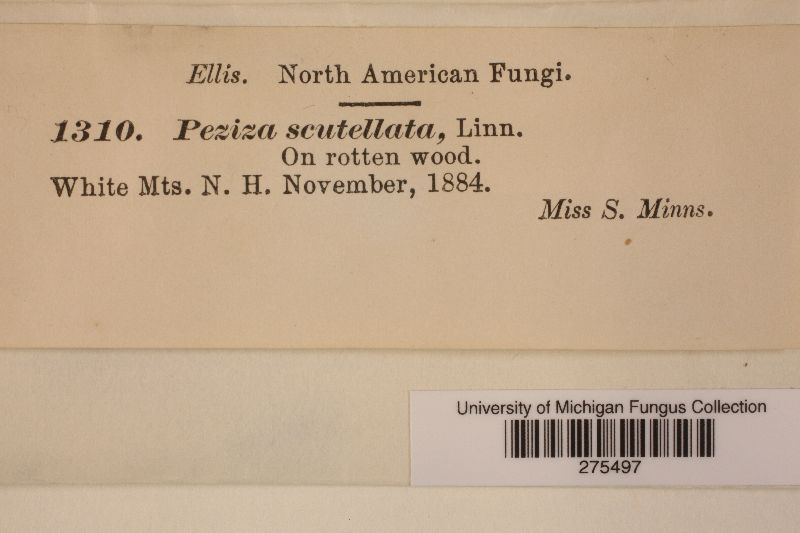 Ellis. North American Fungi.
1310. Peziza scutellata, Linn.
On rotten wood.
White Mts. N. H. November, 1884.
Miss S. Minns.
University of Michigan Fungus Collection
275497